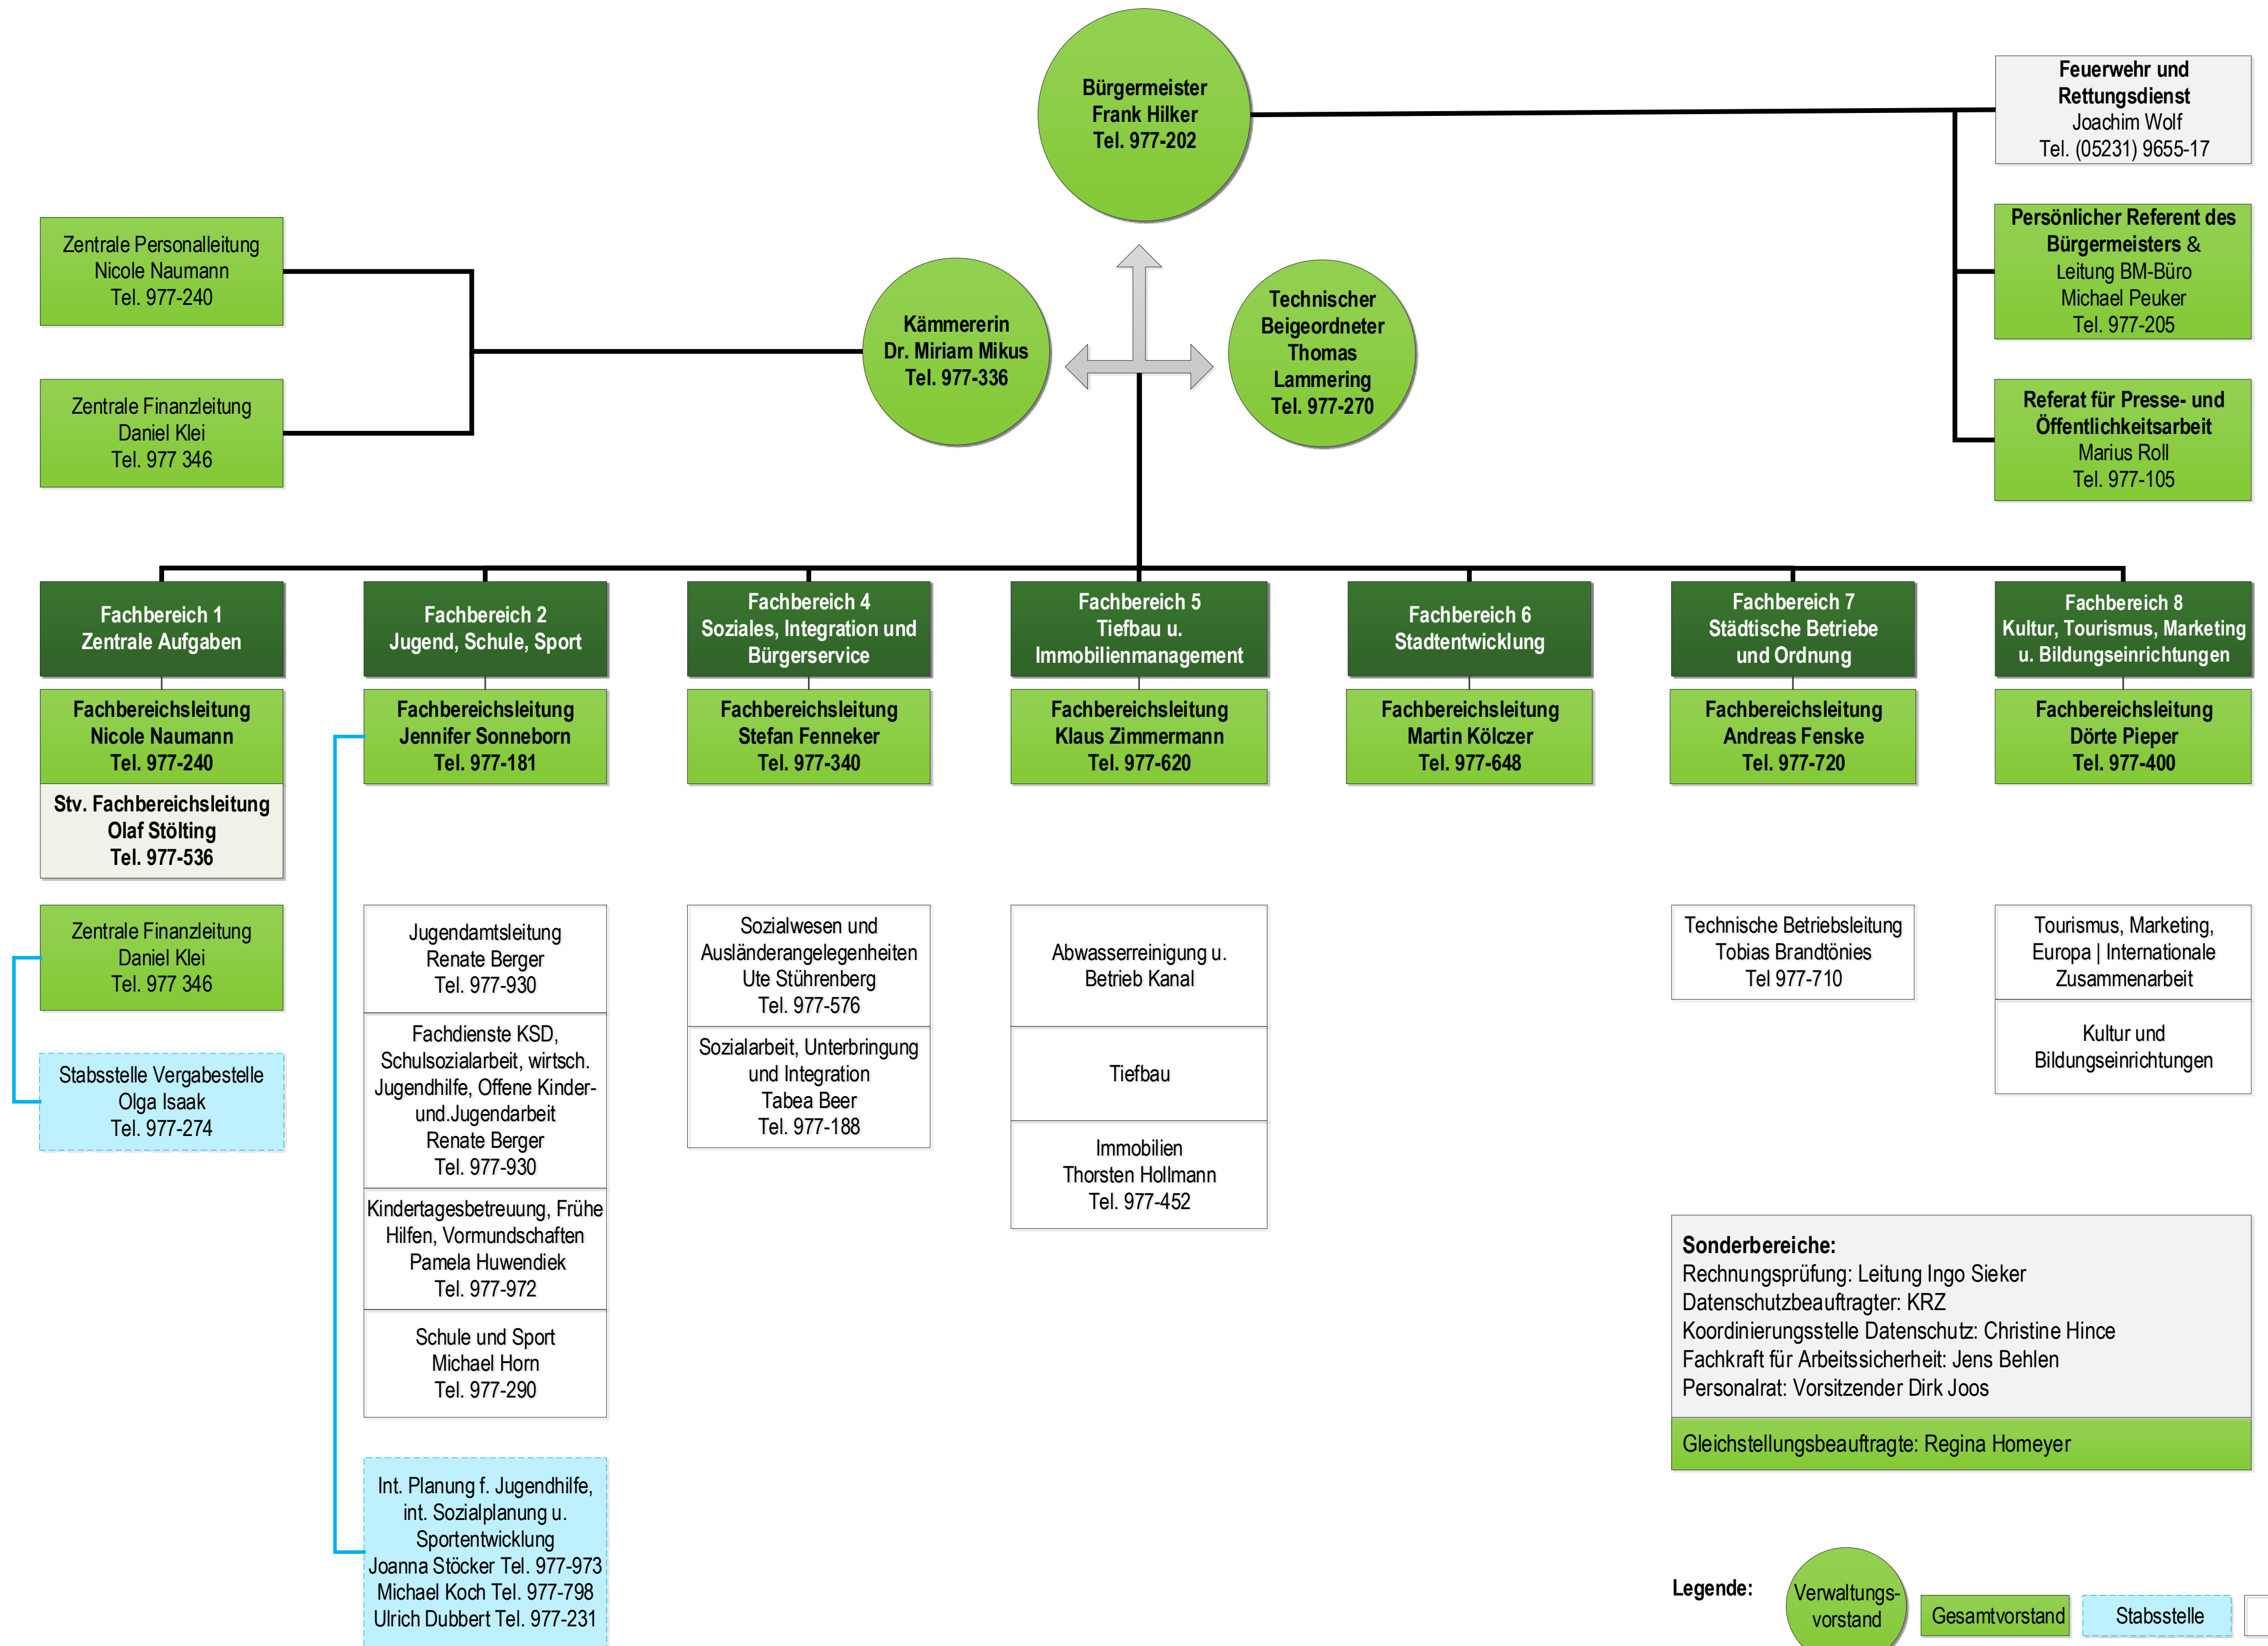 Bürgermeister
Frank Hilker
Tel. 977-202
Feuerwehr und
Rettungsdienst
Joachim Wolf
Tel. (05231) 9655-17
Zentrale Personalleitung
Nicole Naumann
Tel. 977-240
Zentrale Finanzleitung
Daniel Klei
Tel. 977 346
Kämmererin
Dr. Miriam Mikus
Tel. 977-336
Technischer
Beigeordneter
Thomas
Lammering
Tel. 977-270
Persönlicher Referent des
Bürgermeisters &
Leitung BM-Büro
Michael Peuker
Tel. 977-205
Referat für Presse- und
Öffentlichkeitsarbeit
Marius Roll
Tel. 977-105
Fachbereich 1
Zentrale Aufgaben
Fachbereichsleitung
Nicole Naumann
Tel. 977-240
Stv. Fachbereichsleitung
Olaf Stölting
Tel. 977-536
Zentrale Finanzleitung
Daniel Klei
Tel. 977 346
Stabsstelle Vergabestelle
Olga Isaak
Tel. 977-274
Fachbereich 2
Jugend, Schule, Sport
Fachbereichsleitung
Jennifer Sonneborn
Tel. 977-181
Jugendamtsleitung
Renate Berger
Tel. 977-930
Fachdienste KSD,
Schulsozialarbeit, wirtsch.
Jugendhilfe, Offene Kinder-
und.Jugendarbeit
Renate Berger
Tel. 977-930
Kindertagesbetreuung, Frühe
Hilfen, Vormundschaften
Pamela Huwendiek
Tel. 977-972
Schule und Sport
Michael Horn
Tel. 977-290
Int. Planung f. Jugendhilfe,
int. Sozialplanung u.
Sportentwicklung
Joanna Stöcker Tel. 977-973
Michael Koch Tel. 977-798
Ulrich Dubbert Tel. 977-231
Fachbereich 4
Soziales, Integration und
Bürgerservice
Fachbereichsleitung
Stefan Fenneker
Tel. 977-340
Sozialwesen und
Ausländerangelegenheiten
Ute Stührenberg
Tel. 977-576
Sozialarbeit, Unterbringung
und Integration
Tabea Beer
Tel. 977-188
Fachbereich 5
Tiefbau u.
Immobilienmanagement
Fachbereichsleitung
Klaus Zimmermann
Tel. 977-620
Abwasserreinigung u.
Betrieb Kanal
Tiefbau
Immobilien
Thorsten Hollmann
Tel. 977-452
Fachbereich 6
Stadtentwicklung
Fachbereichsleitung
Martin Kölczer
Tel. 977-648
Fachbereich 7
Städtische Betriebe
und Ordnung
Fachbereichsleitung
Andreas Fenske
Tel. 977-720
Technische Betriebsleitung
Tobias Brandtönies
Tel 977-710
Fachbereich 8
Kultur, Tourismus, Marketing
u. Bildungseinrichtungen
Fachbereichsleitung
Dörte Pieper
Tel. 977-400
Tourismus, Marketing,
Europa | Internationale
Zusammenarbeit
Kultur und
Bildungseinrichtungen
Sonderbereiche:
Rechnungsprüfung: Leitung Ingo Sieker
Datenschutzbeauftragter: KRZ
Koordinierungsstelle Datenschutz: Christine Hince
Fachkraft für Arbeitssicherheit: Jens Behlen
Personalrat: Vorsitzender Dirk Joos
Gleichstellungsbeauftragte: Regina Homeyer
Legende:
Verwaltungs-
vorstand
Gesamtvorstand
Stabsstelle